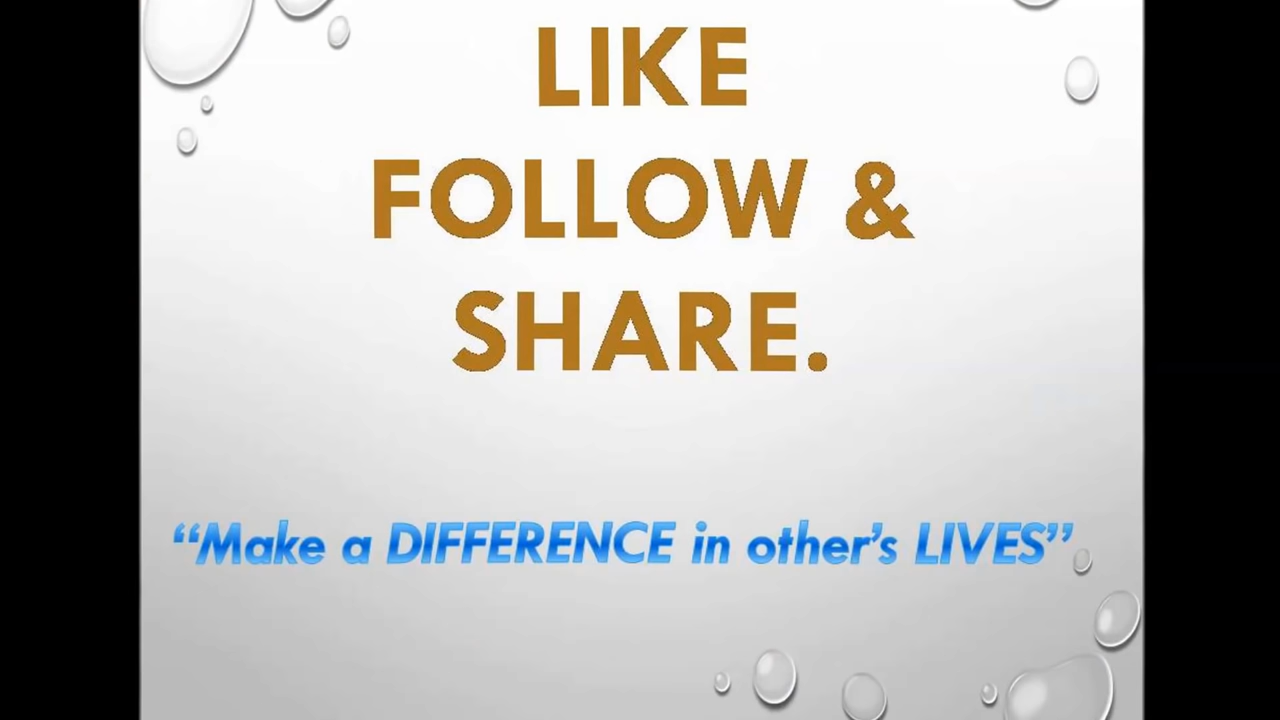 LIKE
FOLLOW &
SHARE.
“Make a DIFFERENCE in other’s LIVES”